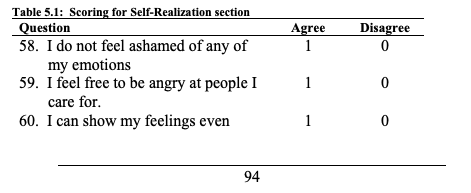 Table 5.1:  Scoring for Self-Realization section
Question Agree Disagree
58.  I do not feel ashamed of any of 1 0
my emotions
59.  I feel free to be angry at people I 1 0
care for.
60.  I can show my feelings even 1 0
94